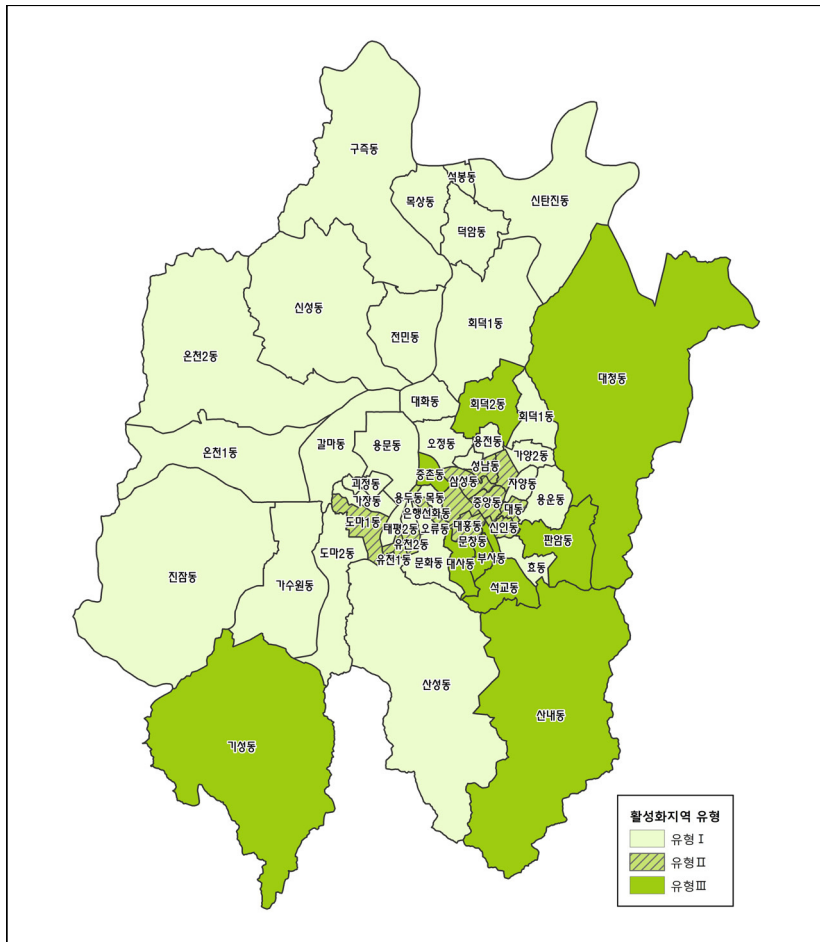 구즉동
석봉동
목상동
신탄진동
덕암동
신성동
전민동
회덕1동
온천2동
대청동
대화동
회덕2동
회덕1동
갈마동
용문동
오정동
용전동
온천1동
성남동
가양2동
중촌동
괴정동
삼성동
자양동
가장동
용두동
목동
중앙동
대동
용운동
은행선화동
도마1동
태평2동
오류동
대흥동
신인동
유천2동
문창동
판암동
도마2동
유천1동
문화동
대사동
부사동
효동
진잠동
가수원동
석교동
산성동
산내동
기성동
활성화지역 유형
유형Ⅰ
유형Ⅱ
유형Ⅲ